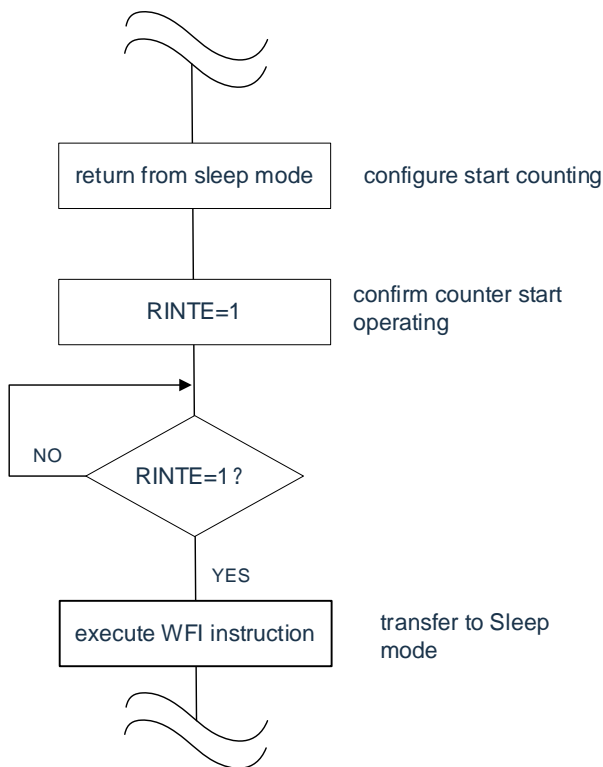 return from sleep mode
configure start counting
RINTE=1
confirm counter start
operating
NO
RINTE=1?
YES
execute WFI instruction
transfer to Sleep
mode